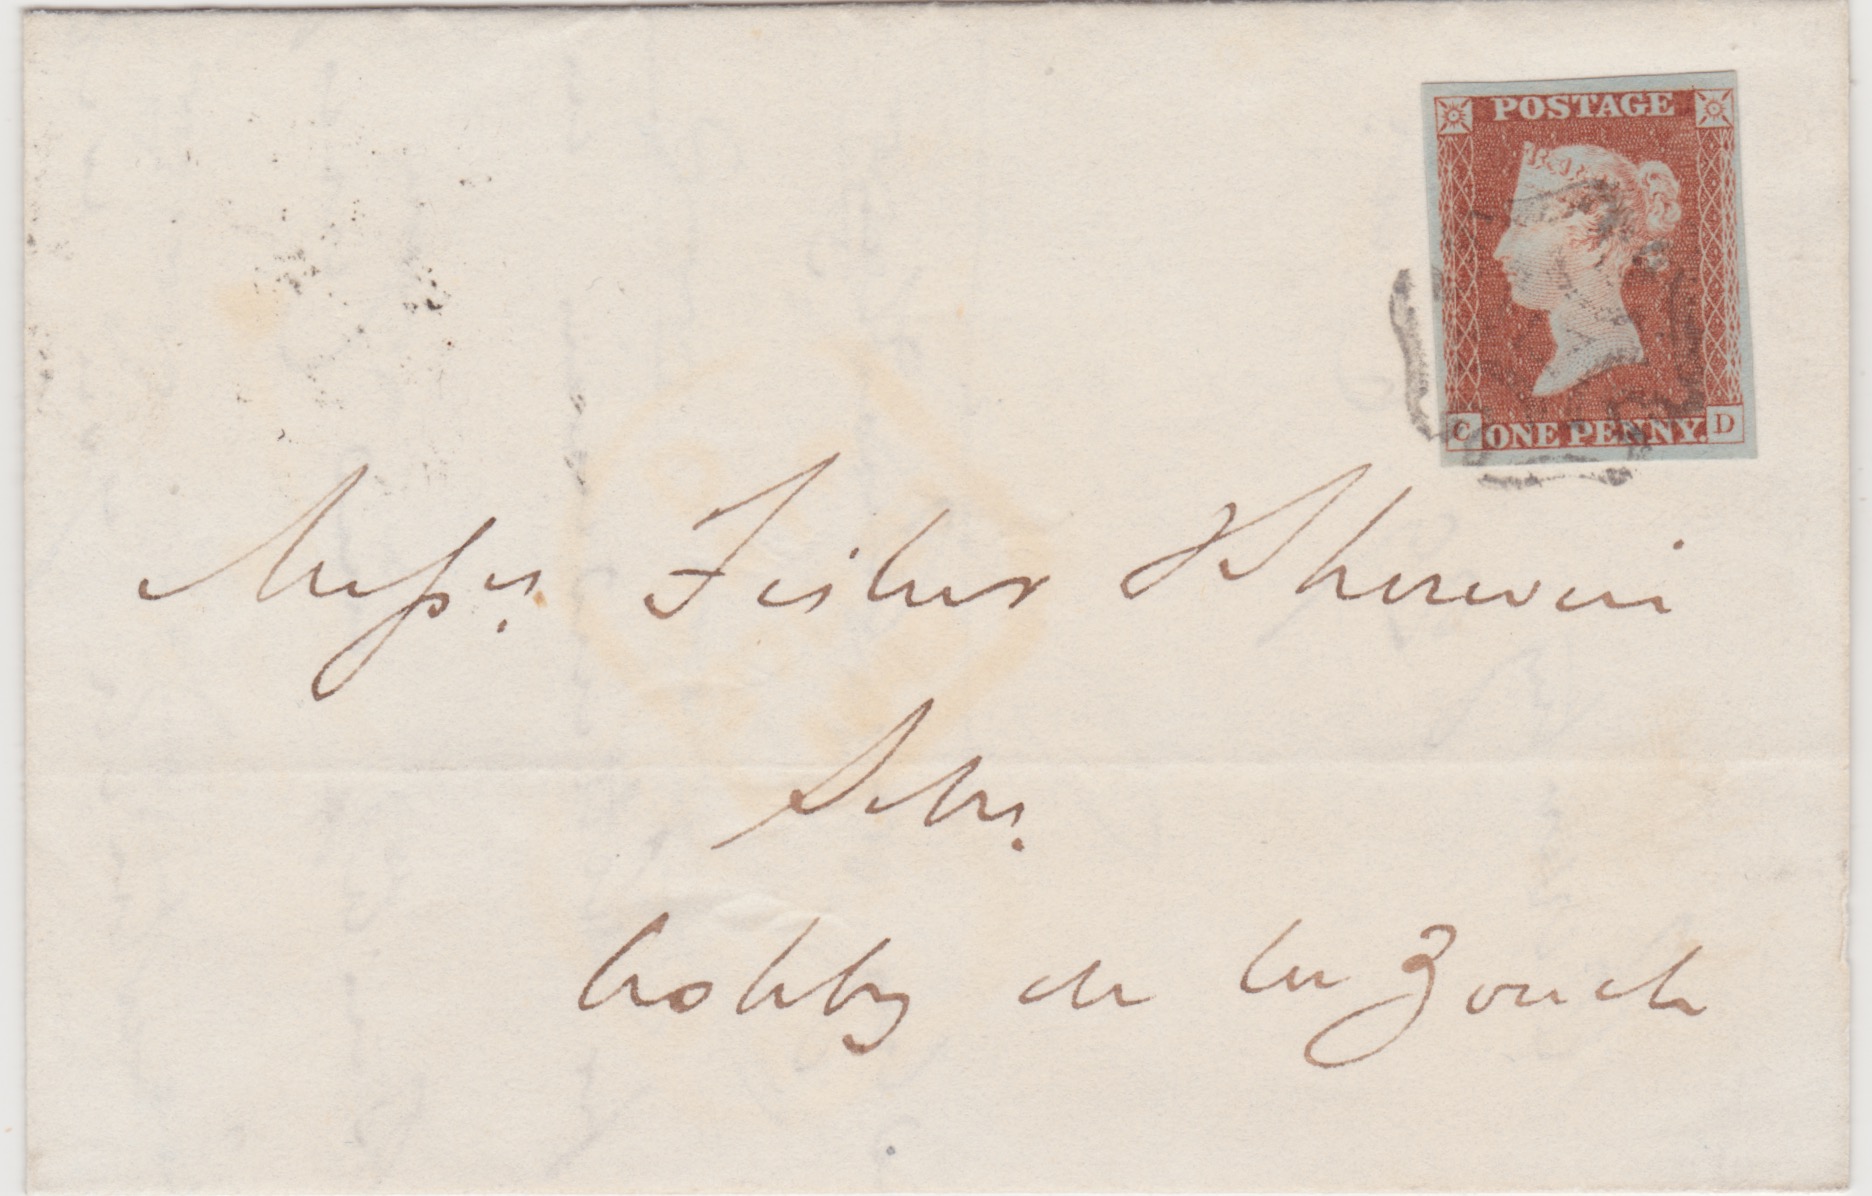 POSTAGE
C ONE PENNY. D
Messrs. Fisher & Sherwin
Solrs.
Ashby de la Zouch